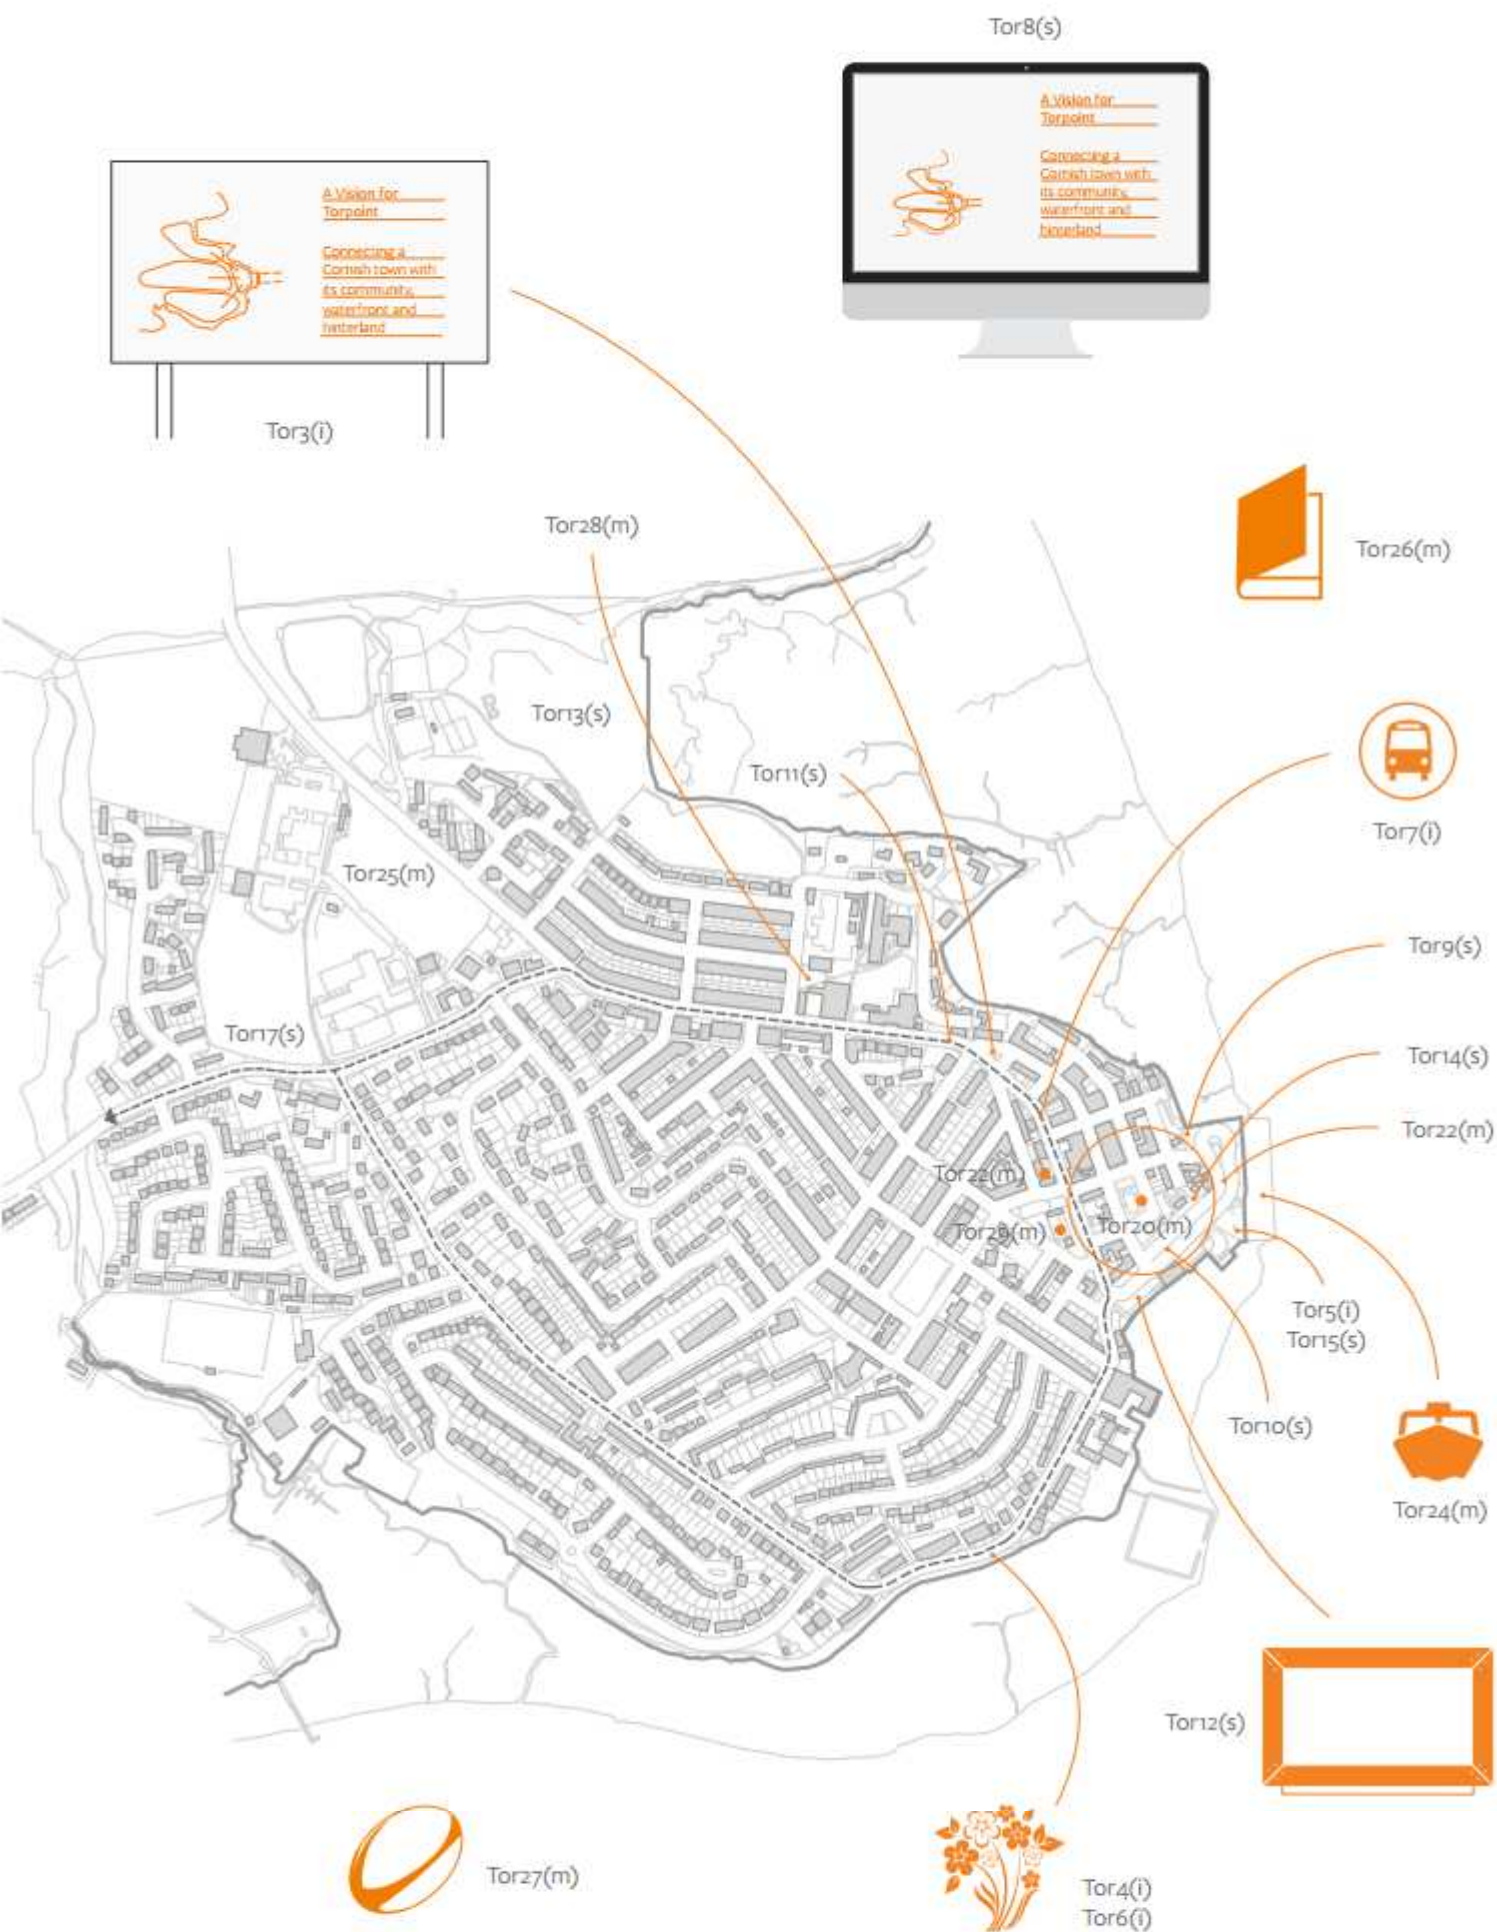 Tor8(s)
A Vision for
Torpoint
Connecting a
Cornish town with
its community,
waterfront and
hinterland
A Vision for
Torpoint
Connecting a
Cornish town with
its community,
waterfront and
hinterland
Tor3(i)
Tor28(m)
Tor26(m)
Tor13(s)
Tor11(s)
Tor7(i)
Tor25(m)
Tor9(s)
Tor17(s)
Tor14(s)
Tor22(m)
Tor22(m)
Tor29(m)
Tor20(m)
Tor5(i)
Tor15(s)
Tor10(s)
Tor24(m)
Tor12(s)
Tor27(m)
Tor4(i)
Tor6(i)